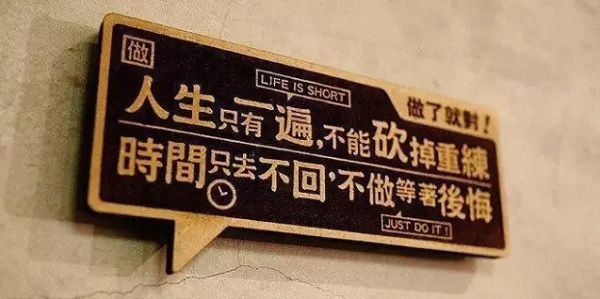 做
LIFE IS SHORT
做了就對！
人生只有一遍，不能砍掉重練
時間只去不回，不做等著後悔
JUST DO IT！